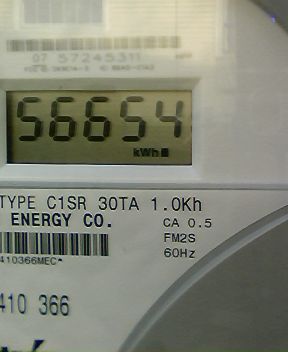 07 57245311
56654
kWh
TYPE C1SR 30TA 1.0Kh
ENERGY CO.
CA 0.5
FM2S
60Hz
410366MEC*
410 366